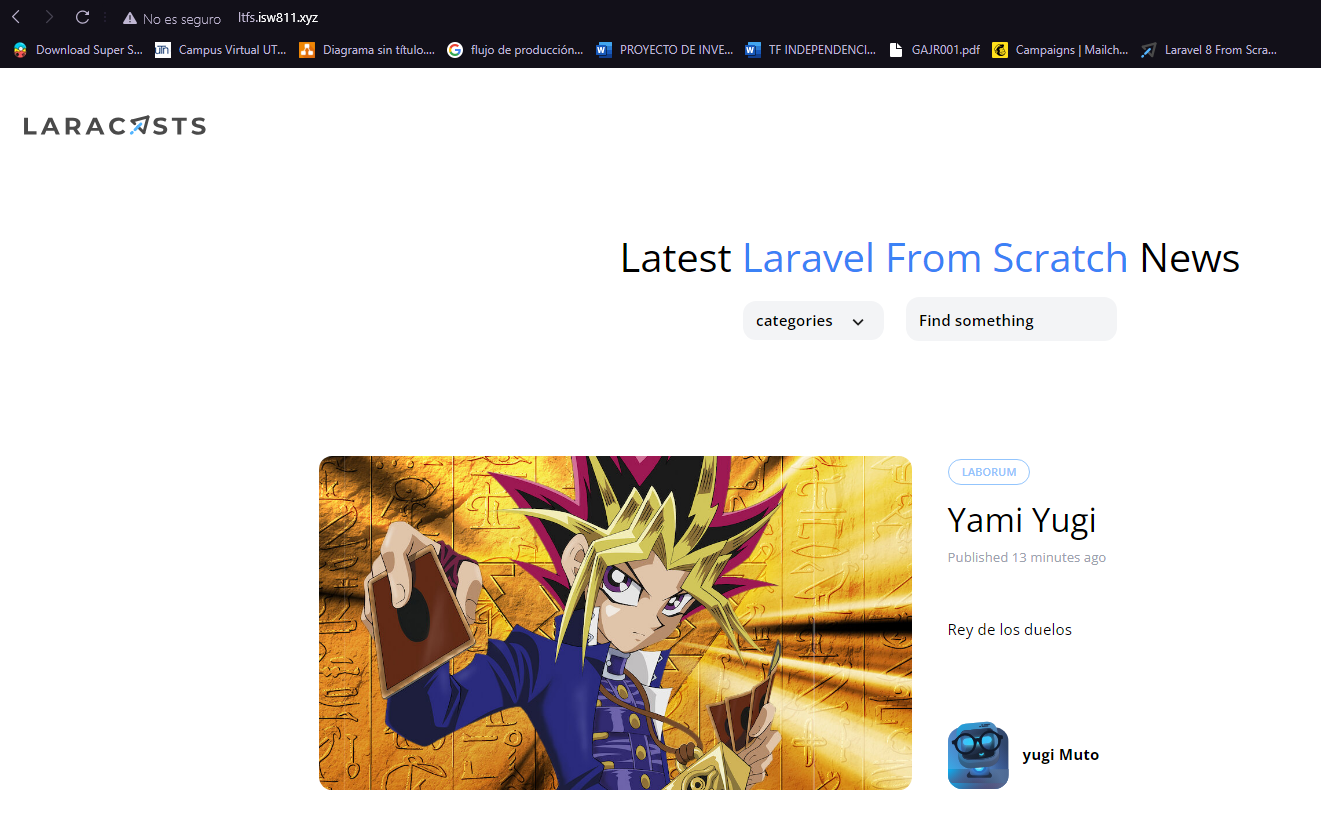 No es seguro ltfs.isw811.xyz
Download Super S... Campus Virtual UT... Diagrama sin título.... flujo de producción... PROYECTO DE INVE... TF INDEPENDENCI... GAJR001.pdf Campaigns | Mailch... Laravel 8 From Scra...
LARACASTS
Latest Laravel From Scratch News
categories Find something
LABORUM
Yami Yugi
Published 13 minutes ago
Rey de los duelos
yugi Muto